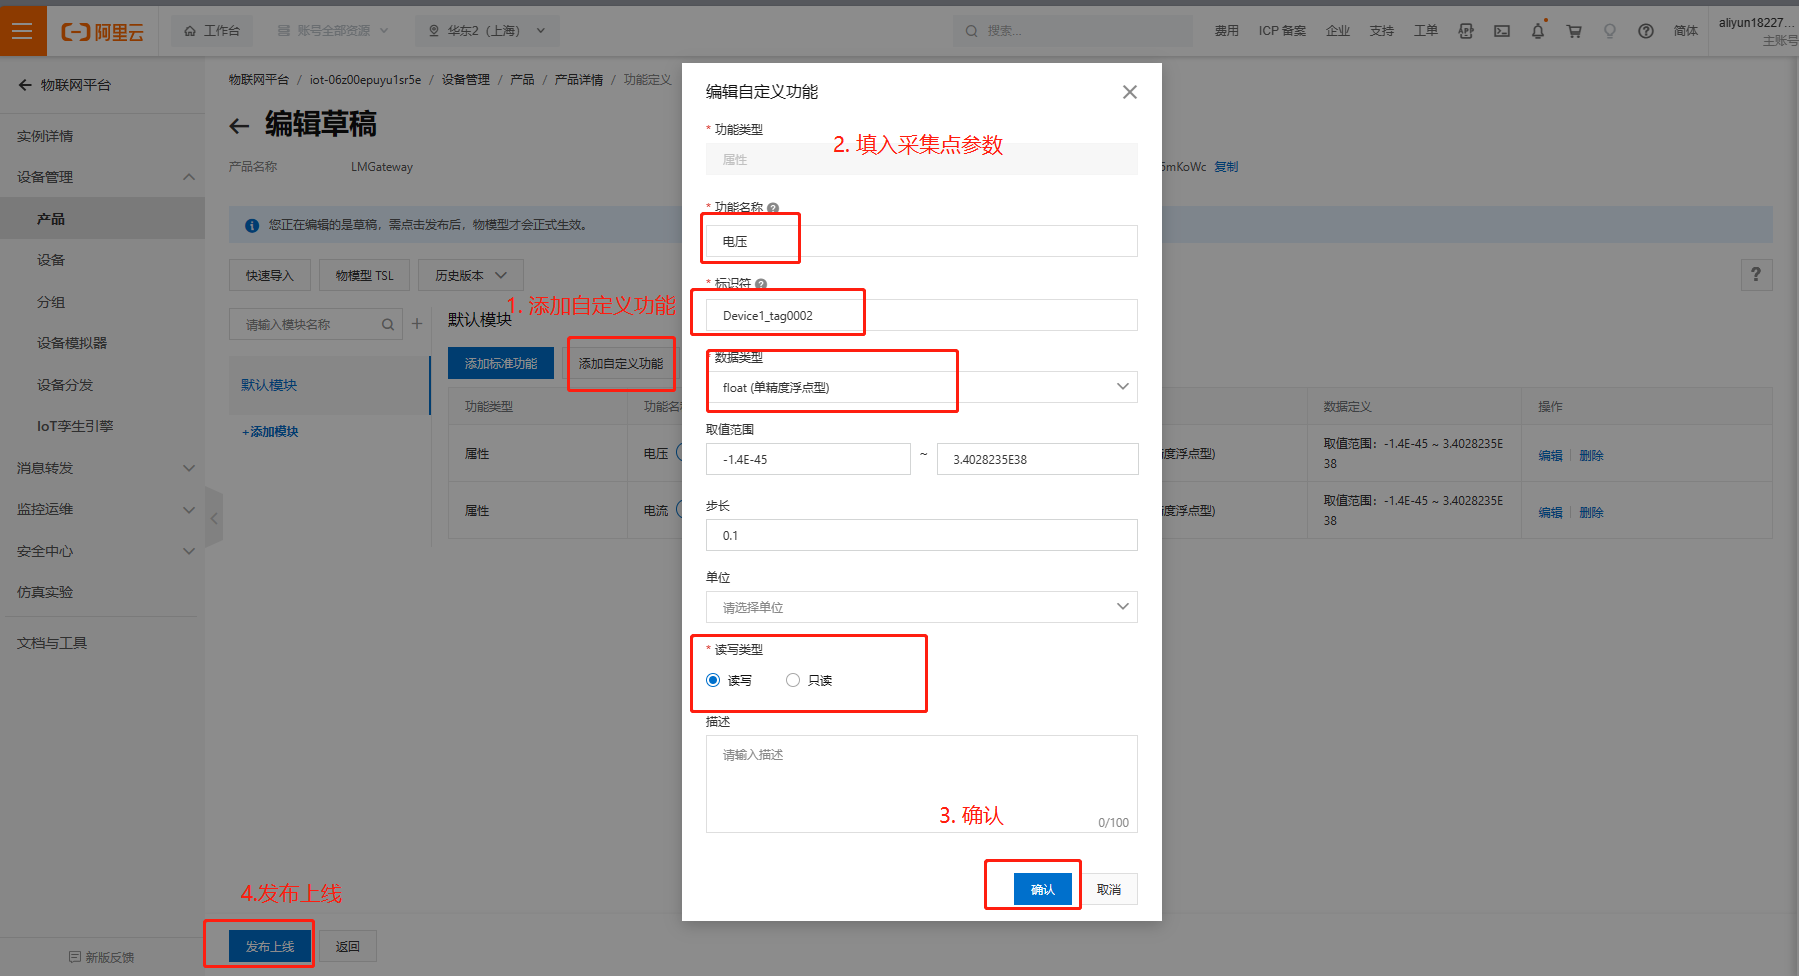 阿里云
工作台
账号全部资源
华东2（上海）
搜索...
费用
ICP 备案
企业
支持
工单
简体
aliyun18227...
主账号
物联网平台
实例详情
设备管理
产品
设备
分组
设备模拟器
设备分发
IoT孪生引擎
消息转发
监控运维
安全中心
仿真实验
文档与工具
新版反馈
物联网平台 / iot-06z00epuyu1sr5e / 设备管理 / 产品 / 产品详情 / 功能定义
编辑草稿
产品名称 LMGateway
5mKoWc 复制
您正在编辑的是草稿，需点击发布后，物模型才会正式生效。
快速导入 物模型 TSL 历史版本
?
1. 添加自定义功能
请输入模块名称
默认模块
默认模块
+添加模块
添加标准功能 添加自定义功能
功能类型 功能名 数据定义 操作
属性 电压 度浮点型) 取值范围：-1.4E-45 ~ 3.4028235E
38
编辑 删除
属性 电流 度浮点型) 取值范围：-1.4E-45 ~ 3.4028235E
38
编辑 删除
4.发布上线
发布上线 返回
编辑自定义功能
* 功能类型
2. 填入采集点参数
属性
* 功能名称
电压
* 标识符
Device1_tag0002
* 数据类型
float (单精度浮点型)
取值范围
-1.4E-45 ~ 3.4028235E38
步长
0.1
单位
请选择单位
* 读写类型
读写 只读
描述
请输入描述
3. 确认
0/100
确认 取消